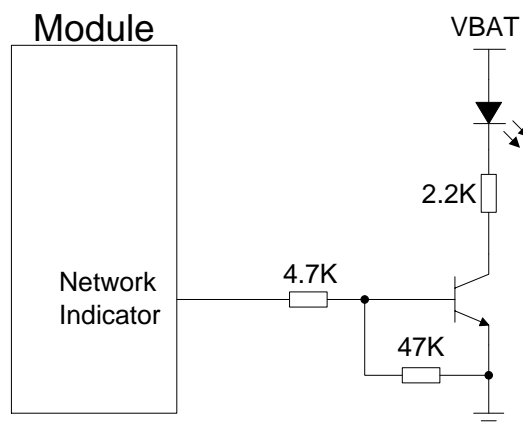 Module
VBAT
2.2K
4.7K
Network
Indicator
47K